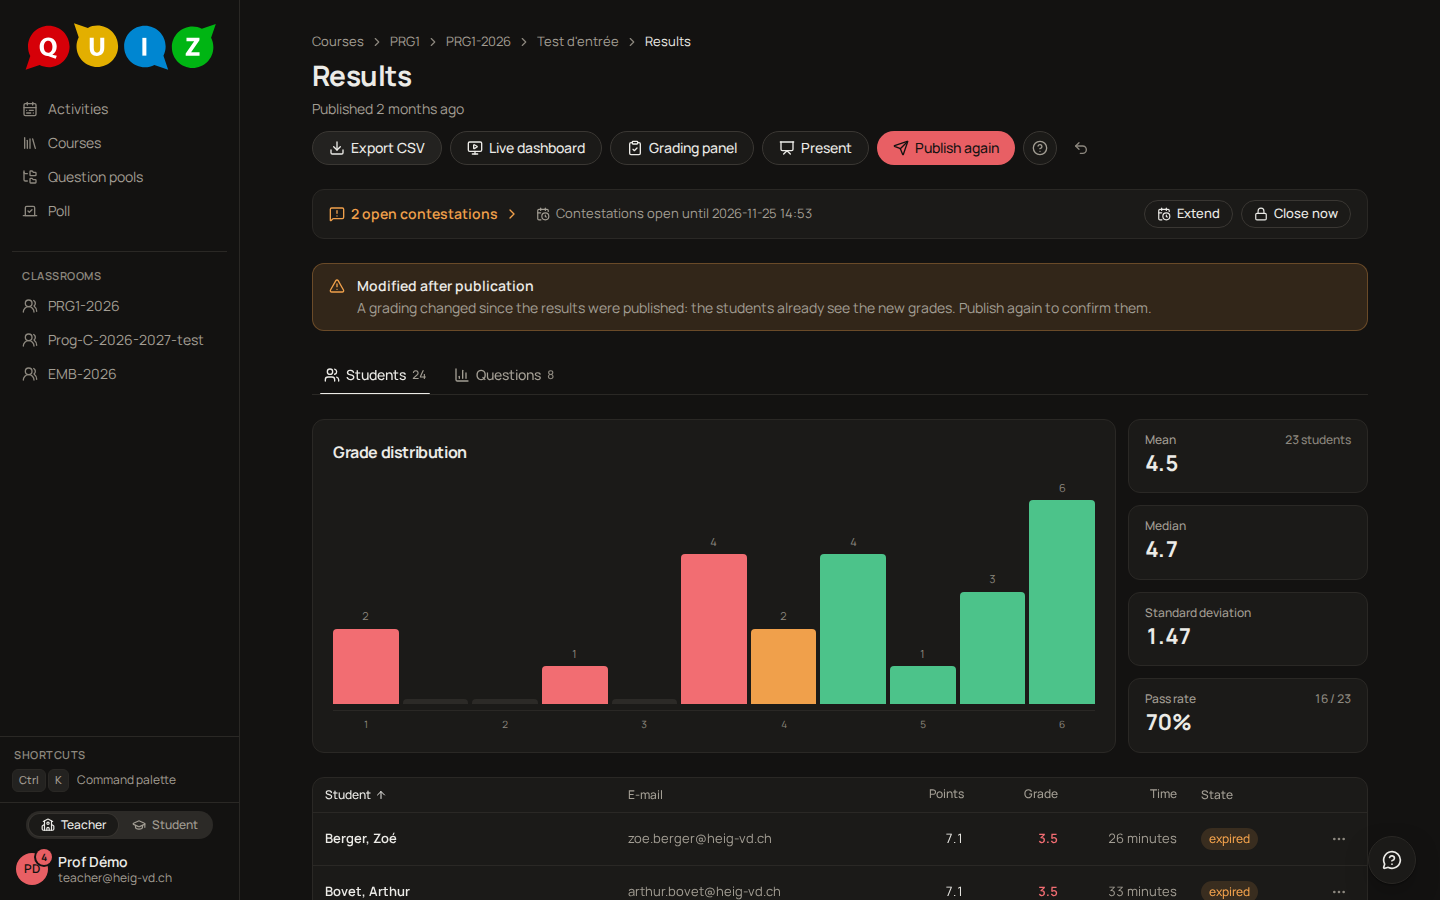 QUIZ
Activities
Courses
Question pools
Poll
CLASSROOMS
PRG1-2026
Prog-C-2026-2027-test
EMB-2026
SHORTCUTS
Ctrl K Command palette
Teacher Student
PD 4
Prof Démo
teacher@heig-vd.ch
Courses > PRG1 > PRG1-2026 > Test d'entrée > Results
Results
Published 2 months ago
Export CSV Live dashboard Grading panel Present Publish again
2 open contestations > Contestations open until 2026-11-25 14:53 Extend Close now
Modified after publication
A grading changed since the results were published: the students already see the new grades. Publish again to confirm them.
Students 24 Questions 8
Grade distribution
2 1 4 2 4 1 3 6
1 2 3 4 5 6
Mean 23 students
4.5
Median
4.7
Standard deviation
1.47
Pass rate 16 / 23
70%
Student ↑ E-mail Points Grade Time State
Berger, Zoé zoe.berger@heig-vd.ch 7.1 3.5 26 minutes expired ···
Bovet, Arthur arthur.bovet@heig-vd.ch 7.1 3.5 33 minutes expired ···